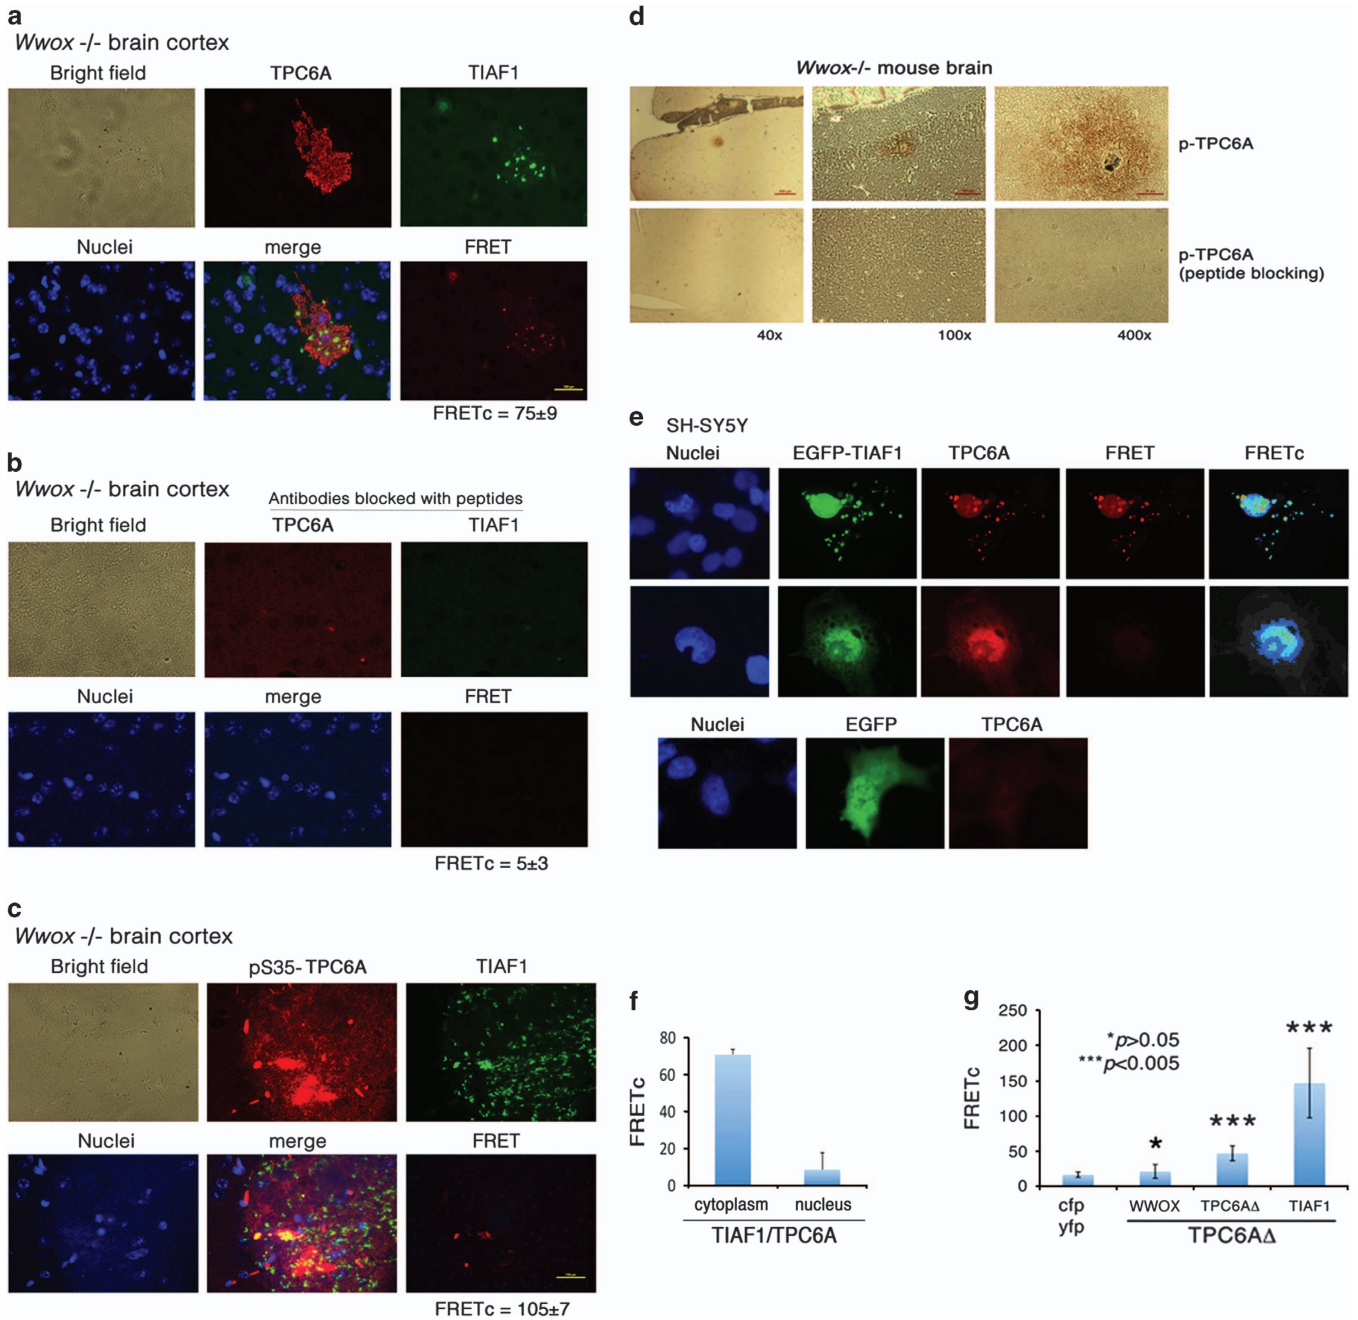 a
Wwox -/- brain cortex
Bright field TPC6A TIAF1
Nuclei merge FRET
FRETc = 75±9
b
Wwox -/- brain cortex
Antibodies blocked with peptides
Bright field TPC6A TIAF1
Nuclei merge FRET
FRETc = 5±3
c
Wwox -/- brain cortex
Bright field pS35-TPC6A TIAF1
Nuclei merge FRET
FRETc = 105±7
d
Wwox-/- mouse brain
p-TPC6A
p-TPC6A
(peptide blocking)
40x 100x 400x
e
SH-SY5Y
Nuclei EGFP-TIAF1 TPC6A FRET FRETc
Nuclei EGFP TPC6A
f
FRETc
80
60
40
20
0
cytoplasm nucleus
TIAF1/TPC6A
g
FRETc
250
200
150
100
50
0
*p>0.05
***p<0.005
* *** ***
cfp
yfp
WWOX TPC6AΔ TIAF1
TPC6AΔ